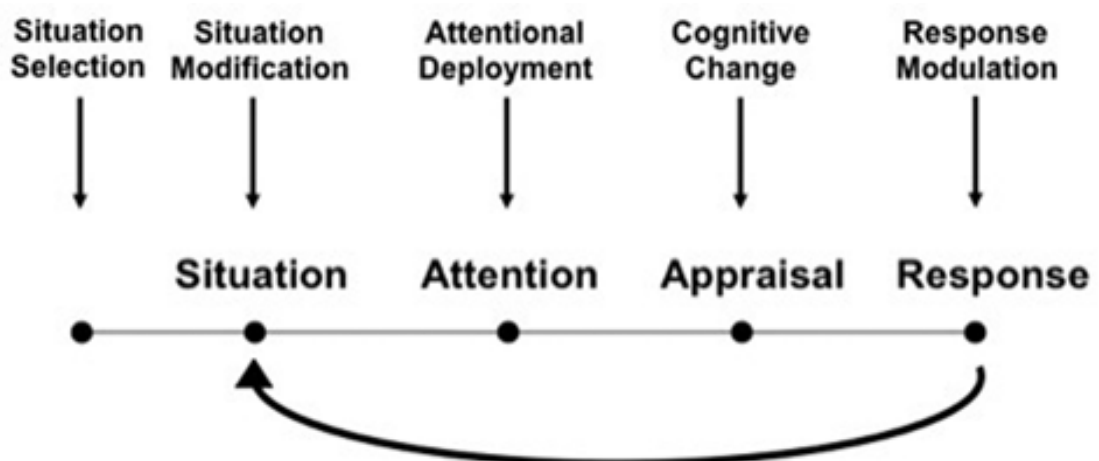 Situation Selection
Situation Modification
Attentional Deployment
Cognitive Change
Response Modulation
Situation
Attention
Appraisal
Response